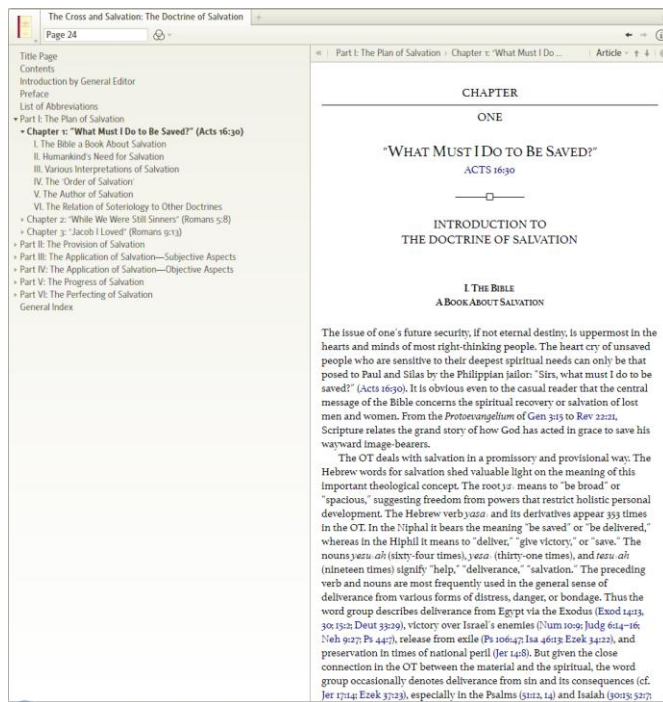 The Cross and Salvation: The Doctrine of Salvation
Page 24
Title Page
Contents
Introduction by General Editor
Preface
List of Abbreviations
Part I: The Plan of Salvation
Chapter 1: "What Must I Do to Be Saved?" (Acts 16:30)
I. The Bible a Book About Salvation
II. Humankind's Need for Salvation
III. Various Interpretations of Salvation
IV. The 'Order of Salvation'
V. The Author of Salvation
VI. The Relation of Soteriology to Other Doctrines
Chapter 2: "While We Were Still Sinners" (Romans 5:8)
Chapter 3: "Jacob I Loved" (Romans 9:13)
Part II: The Provision of Salvation
Part III: The Application of Salvation—Subjective Aspects
Part IV: The Application of Salvation—Objective Aspects
Part V: The Progress of Salvation
Part VI: The Perfecting of Salvation
General Index
« Part I: The Plan of Salvation › Chapter 1: "What Must I Do ... Article
CHAPTER
ONE
"WHAT MUST I DO TO BE SAVED?"
ACTS 16:30
INTRODUCTION TO
THE DOCTRINE OF SALVATION
I. THE BIBLE
A BOOK ABOUT SALVATION
The issue of one's future security, if not eternal destiny, is uppermost in the
hearts and minds of most right-thinking people. The heart cry of unsaved
people who are sensitive to their deepest spiritual needs can only be that
posed to Paul and Silas by the Philippian jailor: "Sirs, what must I do to be
saved?" (Acts 16:30). It is obvious even to the casual reader that the central
message of the Bible concerns the spiritual recovery or salvation of lost
men and women. From the Protoevangelium of Gen 3:15 to Rev 22:21,
Scripture relates the grand story of how God has acted in grace to save his
wayward image-bearers.
The OT deals with salvation in a promissory and provisional way. The
Hebrew words for salvation shed valuable light on the meaning of this
important theological concept. The root ys‘ means to "be broad" or
"spacious," suggesting freedom from powers that restrict holistic personal
development. The Hebrew verb yasa‘ and its derivatives appear 353 times
in the OT. In the Niphal it bears the meaning "be saved" or "be delivered,"
whereas in the Hiphil it means to "deliver," "give victory," or "save." The
nouns yesu‘ah (sixty-four times), yesa‘ (thirty-one times), and tesu‘ah
(nineteen times) signify "help," "deliverance," "salvation." The preceding
verb and nouns are most frequently used in the general sense of
deliverance from various forms of distress, danger, or bondage. Thus the
word group describes deliverance from Egypt via the Exodus (Exod 14:13,
30; 15:2; Deut 33:29), victory over Israel's enemies (Num 10:9; Judg 6:14–16;
Neh 9:27; Ps 44:7), release from exile (Ps 106:47; Isa 46:13; Ezek 34:22), and
preservation in times of national peril (Jer 14:8). But given the close
connection in the OT between the material and the spiritual, the word
group occasionally denotes deliverance from sin and its consequences (cf.
Jer 17:14; Ezek 37:23), especially in the Psalms (51:12, 14) and Isaiah (30:15; 52:7;